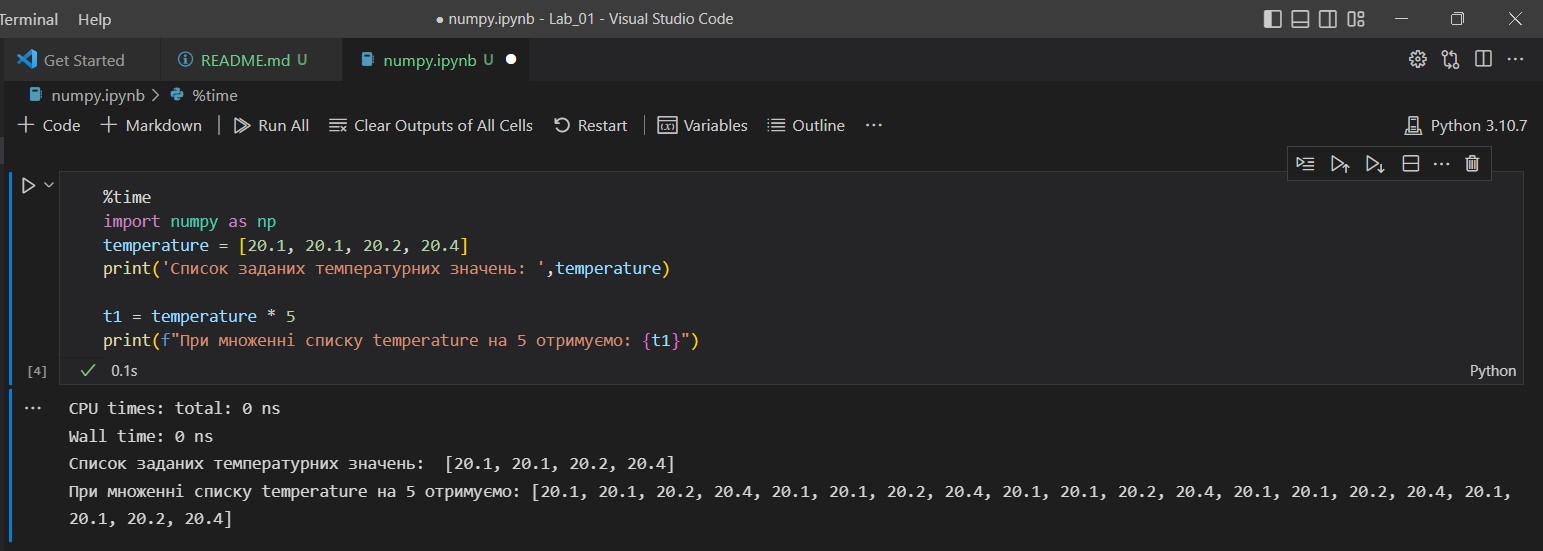 Terminal Help ● numpy.ipynb - Lab_01 - Visual Studio Code
Get Started README.md U numpy.ipynb U ●
numpy.ipynb > %time
+ Code + Markdown | Run All Clear Outputs of All Cells Restart | Variables Outline ... Python 3.10.7
%time
import numpy as np
temperature = [20.1, 20.1, 20.2, 20.4]
print('Список заданих температурних значень: ',temperature)
t1 = temperature * 5
print(f"При множенні списку temperature на 5 отримуємо: {t1}")
[4] ✓ 0.1s Python
... CPU times: total: 0 ns
Wall time: 0 ns
Список заданих температурних значень:  [20.1, 20.1, 20.2, 20.4]
При множенні списку temperature на 5 отримуємо: [20.1, 20.1, 20.2, 20.4, 20.1, 20.1, 20.2, 20.4, 20.1, 20.1, 20.2, 20.4, 20.1, 20.1, 20.2, 20.4, 20.1,
20.1, 20.2, 20.4]